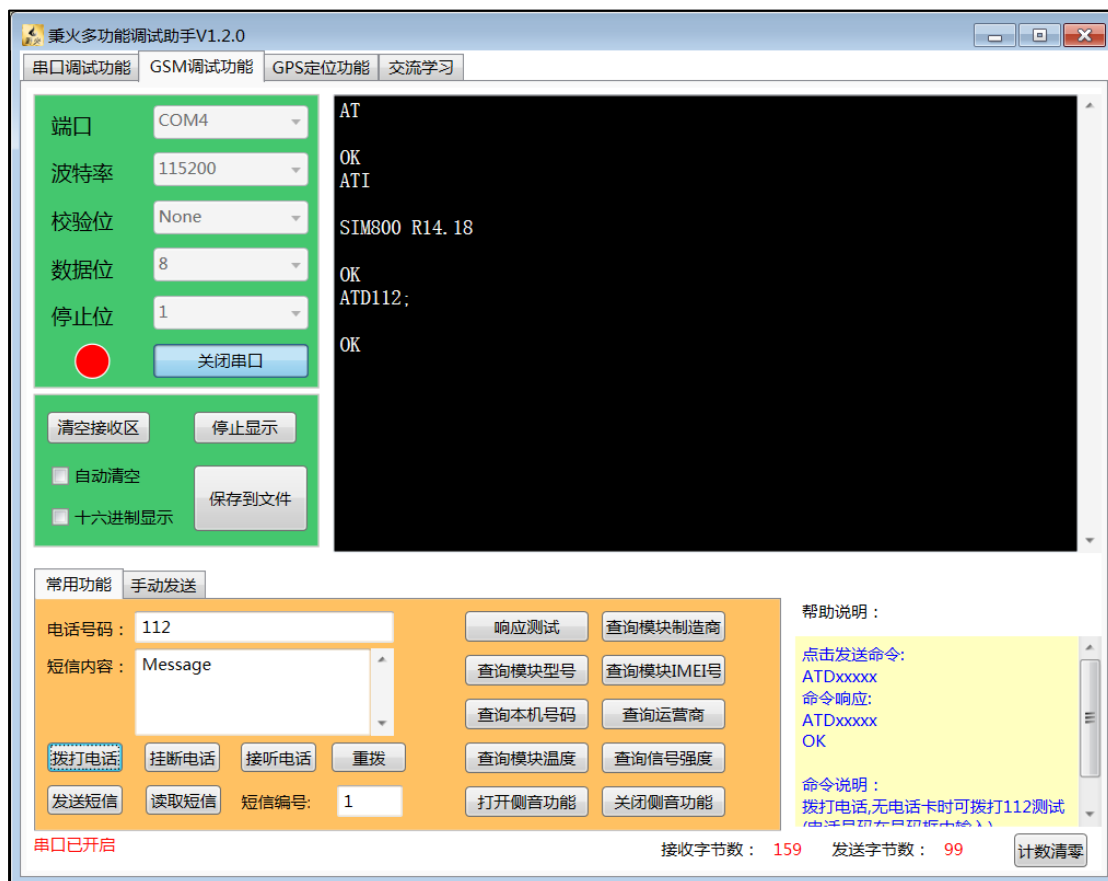 秉火多功能调试助手V1.2.0
串口调试功能 GSM调试功能 GPS定位功能 交流学习
端口 COM4
波特率 115200
校验位 None
数据位 8
停止位 1
关闭串口
清空接收区 停止显示
自动清空
十六进制显示
保存到文件
AT
OK
ATI
SIM800 R14.18
OK
ATD112;
OK
常用功能 手动发送
电话号码： 112
短信内容： Message
拨打电话 挂断电话 接听电话 重拨
发送短信 读取短信 短信编号: 1
响应测试 查询模块制造商
查询模块型号 查询模块IMEI号
查询本机号码 查询运营商
查询模块温度 查询信号强度
打开侧音功能 关闭侧音功能
帮助说明：
点击发送命令:
ATDxxxxx
命令响应:
ATDxxxxx
OK
命令说明：
拨打电话,无电话卡时可拨打112测试
(电话号码在号码框中输入)
串口已开启
接收字节数： 159 发送字节数： 99 计数清零